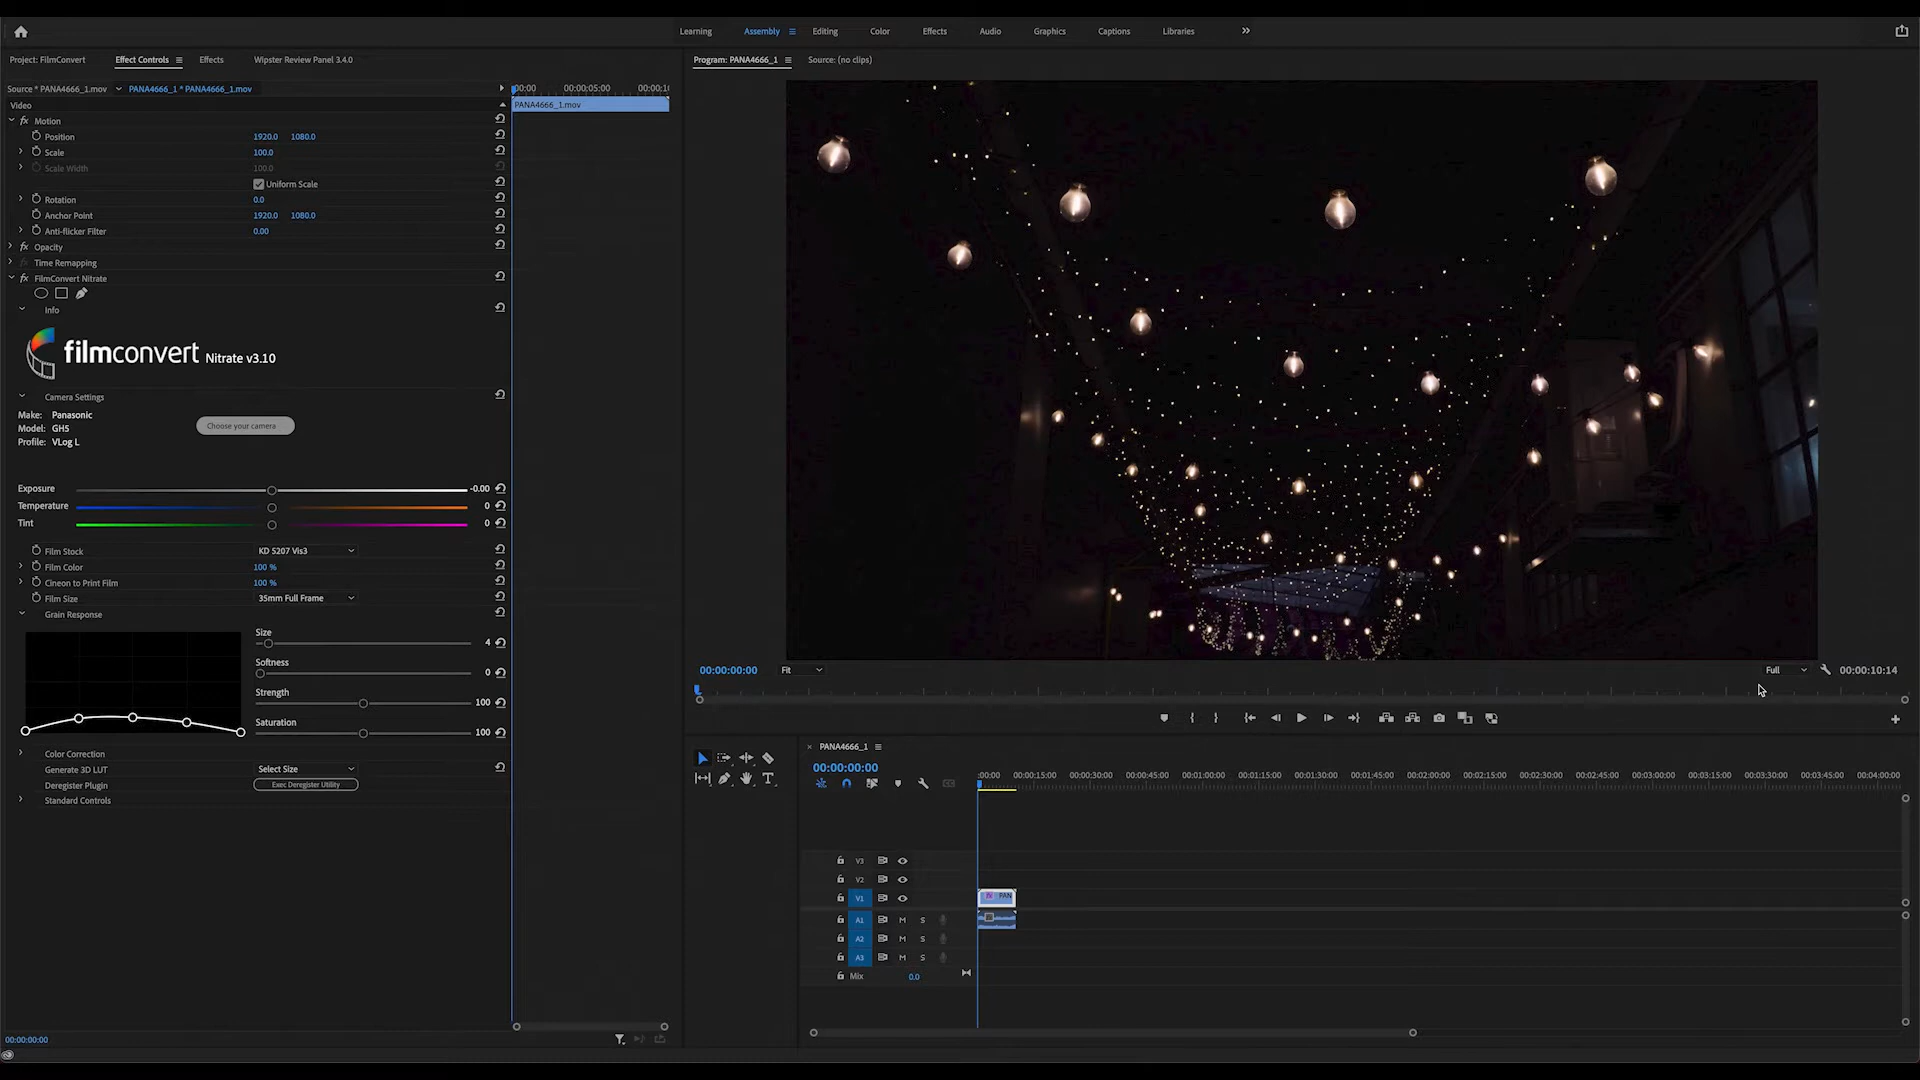 Learning Assembly Editing Color Effects Audio Graphics Captions Libraries
Project: FilmConvert Effect Controls Effects Wipster Review Panel 3.4.0
Program: PANA4666_1 Source: (no clips)
Source * PANA4666_1.mov PANA4666_1 * PANA4666_1.mov
00:00 00:00:05:00 00:00:1
Video
PANA4666_1.mov
fx Motion
Position 1920.0 1080.0
Scale 100.0
Scale Width 100.0
Uniform Scale
Rotation 0.0
Anchor Point 1920.0 1080.0
Anti-flicker Filter 0.00
fx Opacity
fx Time Remapping
fx FilmConvert Nitrate
Info
filmconvert Nitrate v3.10
Camera Settings
Make: Panasonic
Model: GH5
Profile: VLog L
Choose your camera
Exposure -0.00
Temperature 0
Tint 0
Film Stock KD 5207 Vis3
Film Color 100 %
Cineon to Print Film 100 %
Film Size 35mm Full Frame
Grain Response
Size 4
Softness 0
Strength 100
Saturation 100
Color Correction
Generate 3D LUT Select Size
Deregister Plugin Exec Deregister Utility
Standard Controls
00:00:00:00
00:00:00:00 Fit Full 00:00:10:14
PANA4666_1
00:00:00:00
:00:00 00:00:15:00 00:00:30:00 00:00:45:00 00:01:00:00 00:01:15:00 00:01:30:00 00:01:45:00 00:02:00:00 00:02:15:00 00:02:30:00 00:02:45:00 00:03:00:00 00:03:15:00 00:03:30:00 00:03:45:00 00:04:00:00
V3
V2
V1
fx PAN
A1 M S
A2 M S
A3 M S
Mix 0.0